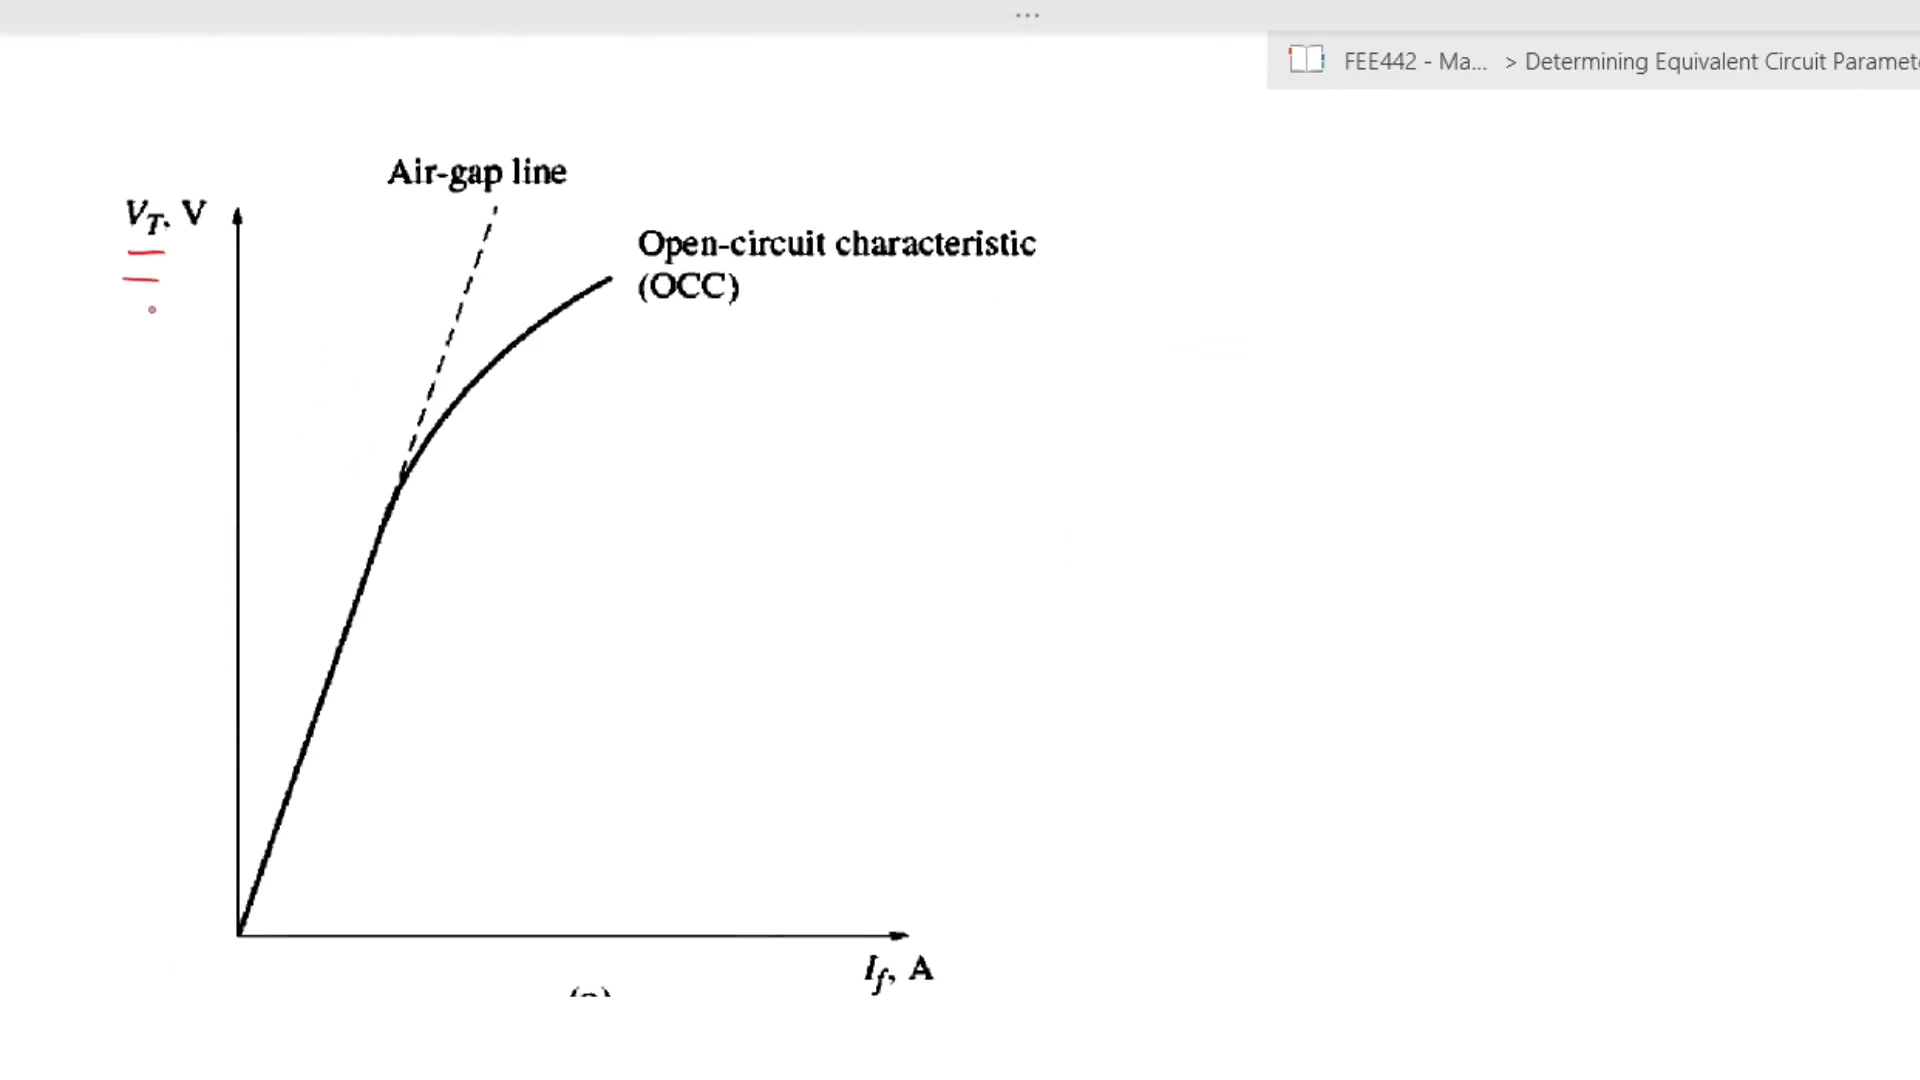 ...
FEE442 - Ma... > Determining Equivalent Circuit Paramet
Air-gap line
V_T, V
Open-circuit characteristic
(OCC)
I_f, A